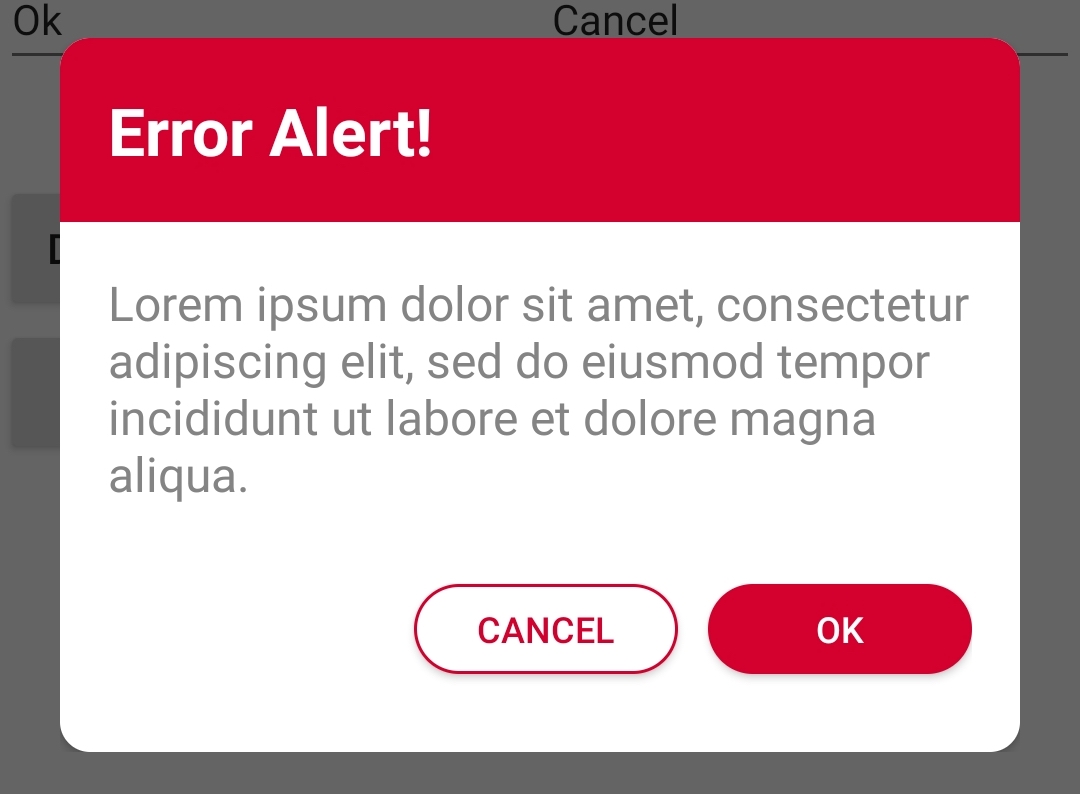 Ok Cancel
Error Alert!
Lorem ipsum dolor sit amet, consectetur
adipiscing elit, sed do eiusmod tempor
incididunt ut labore et dolore magna
aliqua.
CANCEL OK